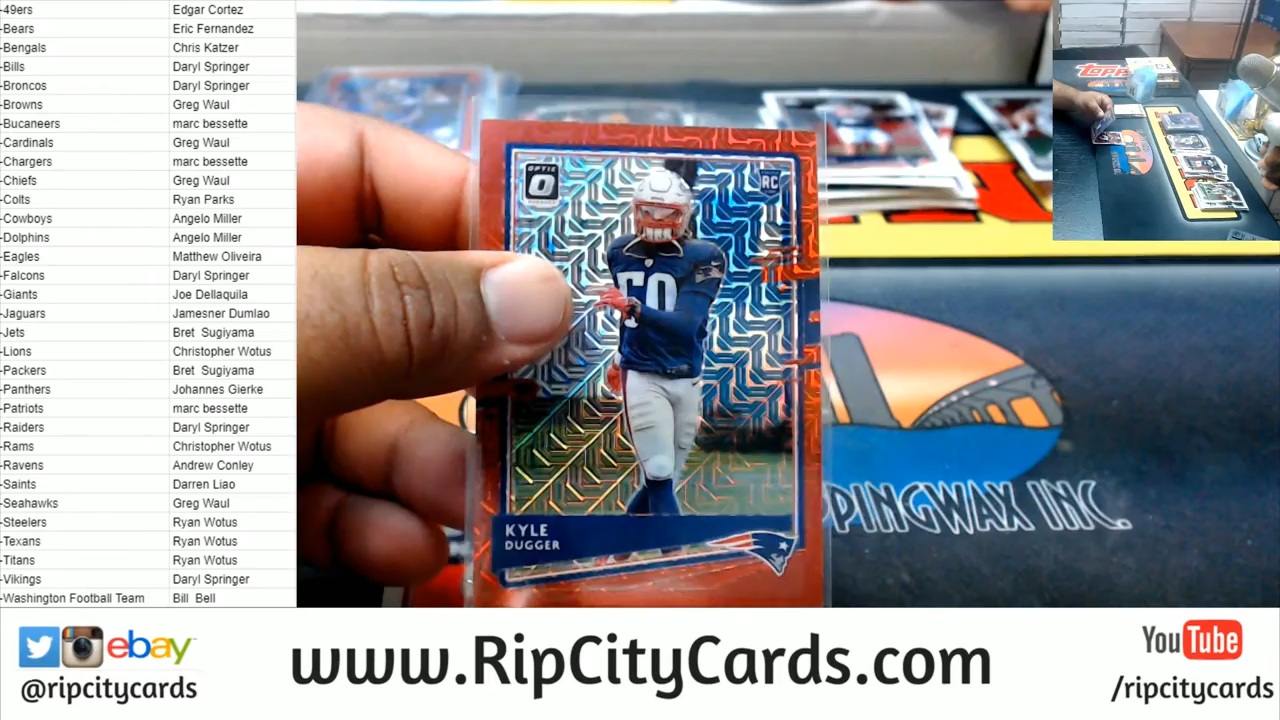 -49ers Edgar Cortez
-Bears Eric Fernandez
-Bengals Chris Katzer
-Bills Daryl Springer
-Broncos Daryl Springer
-Browns Greg Waul
-Bucaneers marc bessette
-Cardinals Greg Waul
-Chargers marc bessette
-Chiefs Greg Waul
-Colts Ryan Parks
-Cowboys Angelo Miller
-Dolphins Angelo Miller
-Eagles Matthew Oliveira
-Falcons Daryl Springer
-Giants Joe Dellaquila
-Jaguars Jamesner Dumlao
-Jets Bret Sugiyama
-Lions Christopher Wotus
-Packers Bret Sugiyama
-Panthers Johannes Gierke
-Patriots marc bessette
-Raiders Daryl Springer
-Rams Christopher Wotus
-Ravens Andrew Conley
-Saints Darren Liao
-Seahawks Greg Waul
-Steelers Ryan Wotus
-Texans Ryan Wotus
-Titans Ryan Wotus
-Vikings Daryl Springer
-Washington Football Team Bill Bell
OPTIC
RC
50
KYLE
DUGGER
PPINGWAX INC.
TOPPS
ebay
@ripcitycards
www.RipCityCards.com
YouTube
/ripcitycards